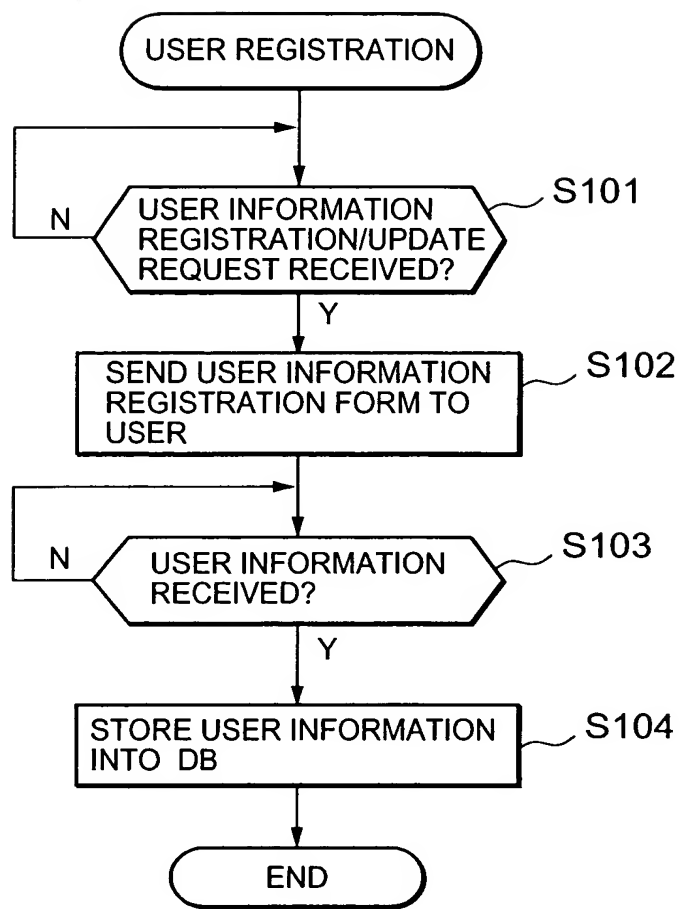 USER REGISTRATION
N
USER INFORMATION
REGISTRATION/UPDATE
REQUEST RECEIVED?
S101
Y
SEND USER INFORMATION
REGISTRATION FORM TO
USER
S102
N
USER INFORMATION
RECEIVED?
S103
Y
STORE USER INFORMATION
INTO DB
S104
END